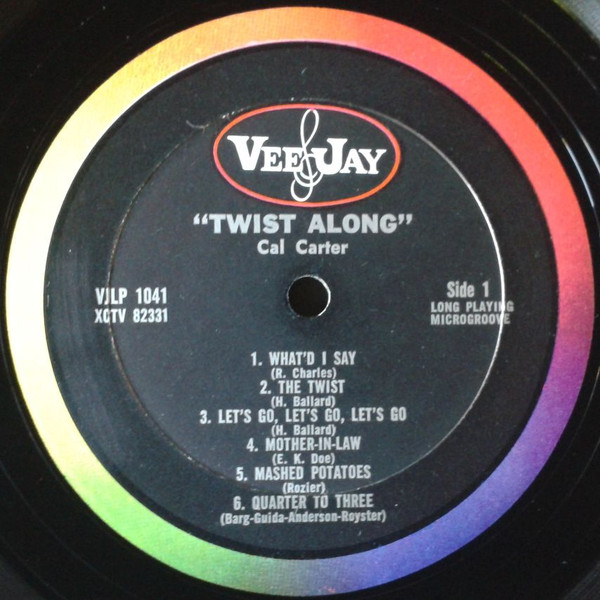 VEE JAY
"TWIST ALONG"
Cal Carter
VJLP 1041
XCTV 82331
Side 1
LONG PLAYING
MICROGROOVE
1. WHAT'D I SAY
(R. Charles)
2. THE TWIST
(H. Ballard)
3. LET'S GO, LET'S GO, LET'S GO
(H. Ballard)
4. MOTHER-IN-LAW
(E. K. Doe)
5. MASHED POTATOES
(Rozier)
6. QUARTER TO THREE
(Barg-Guida-Anderson-Royster)